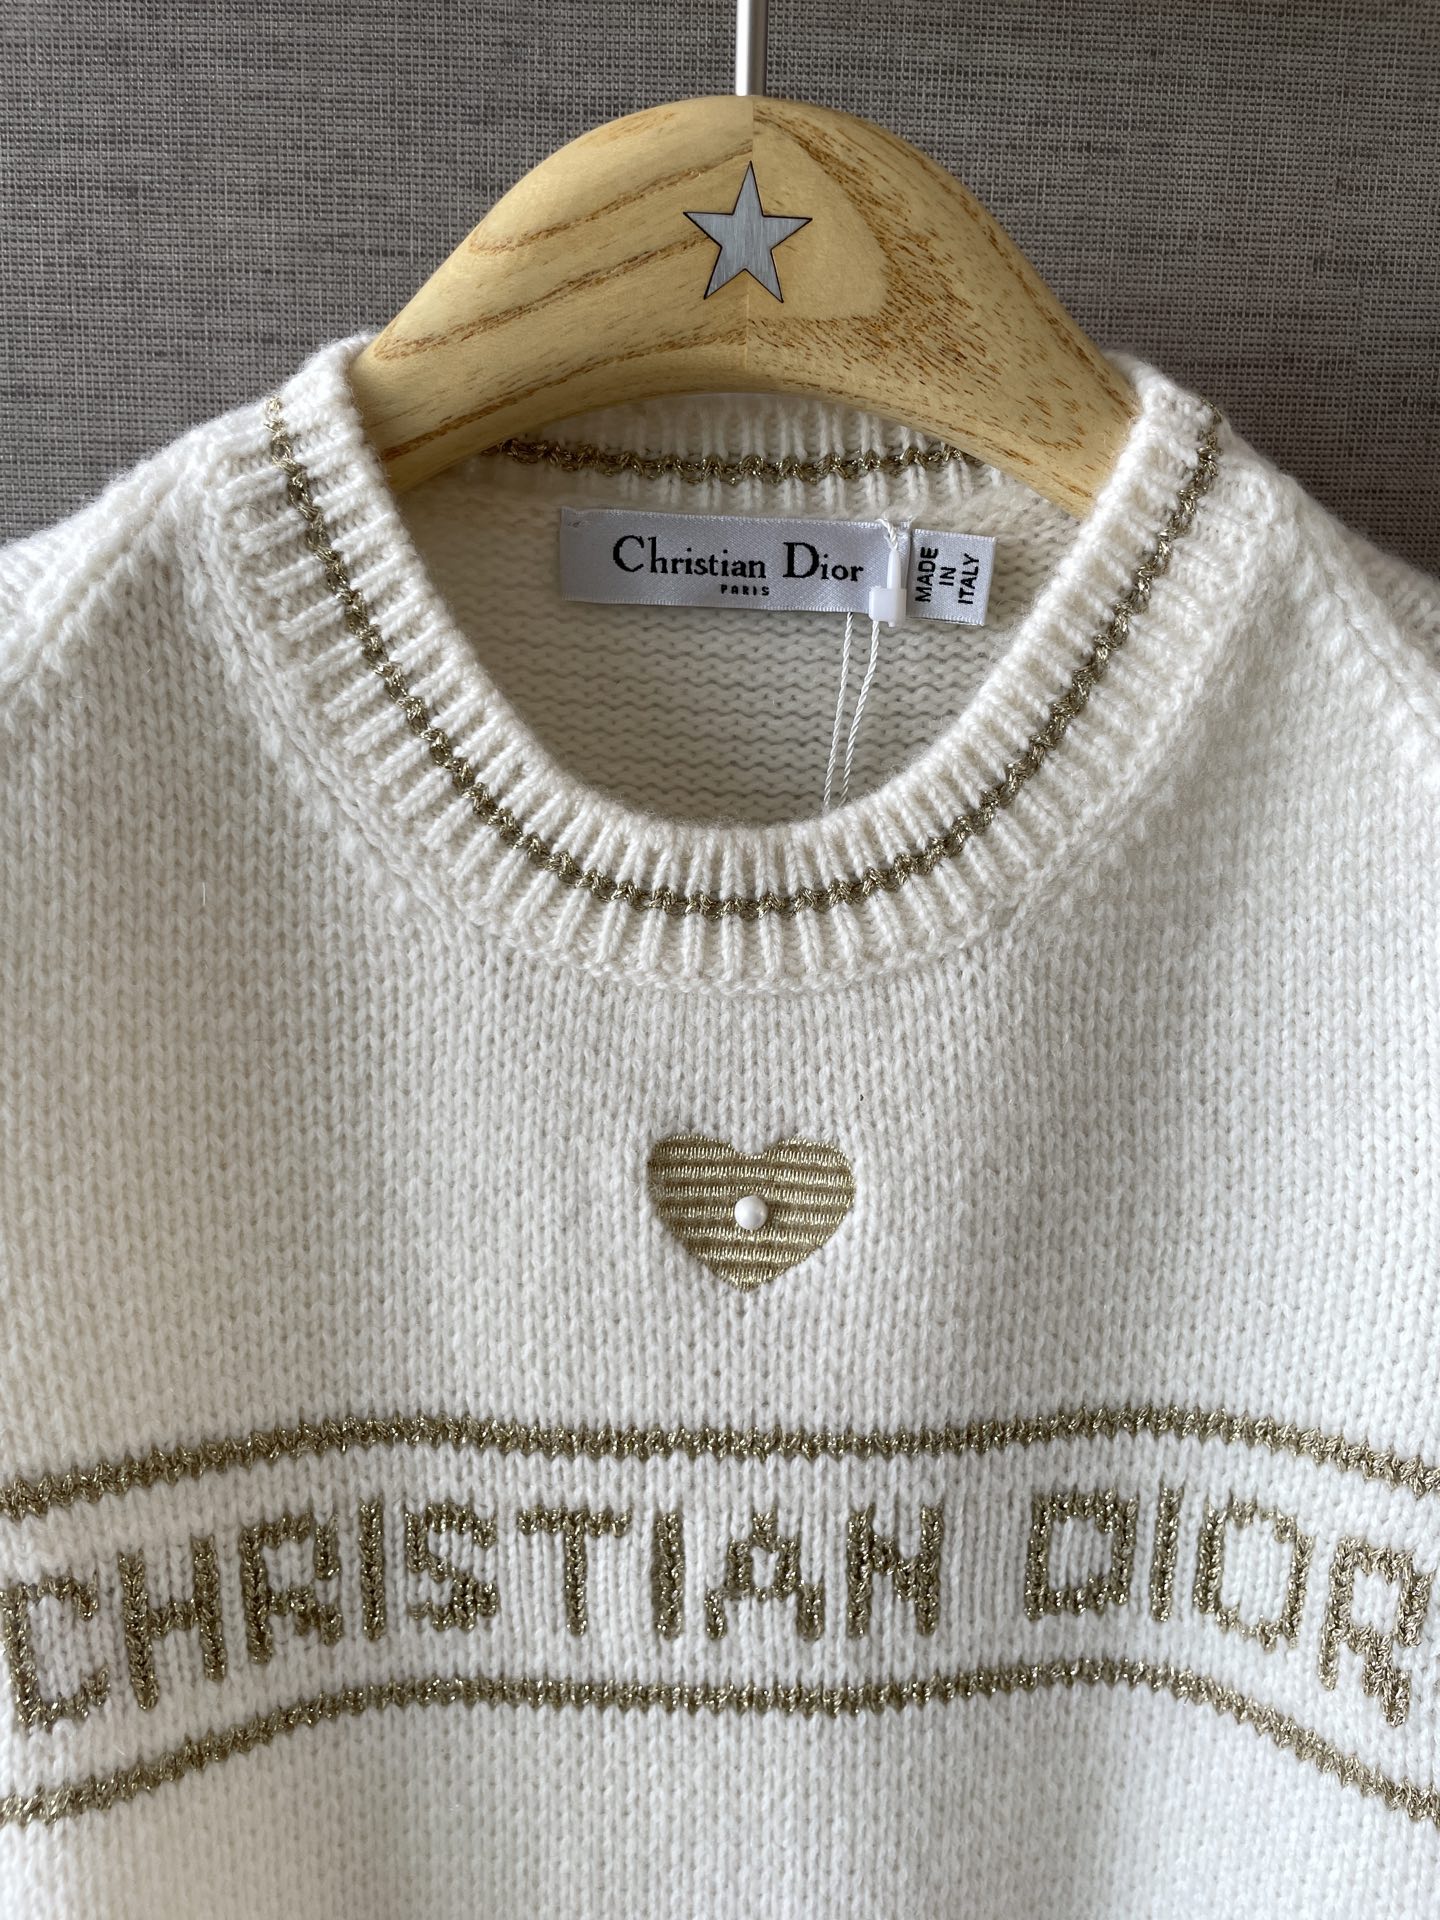 Christian Dior
PARIS
MADE
IN
ITALY
CHRISTIAN DIOR